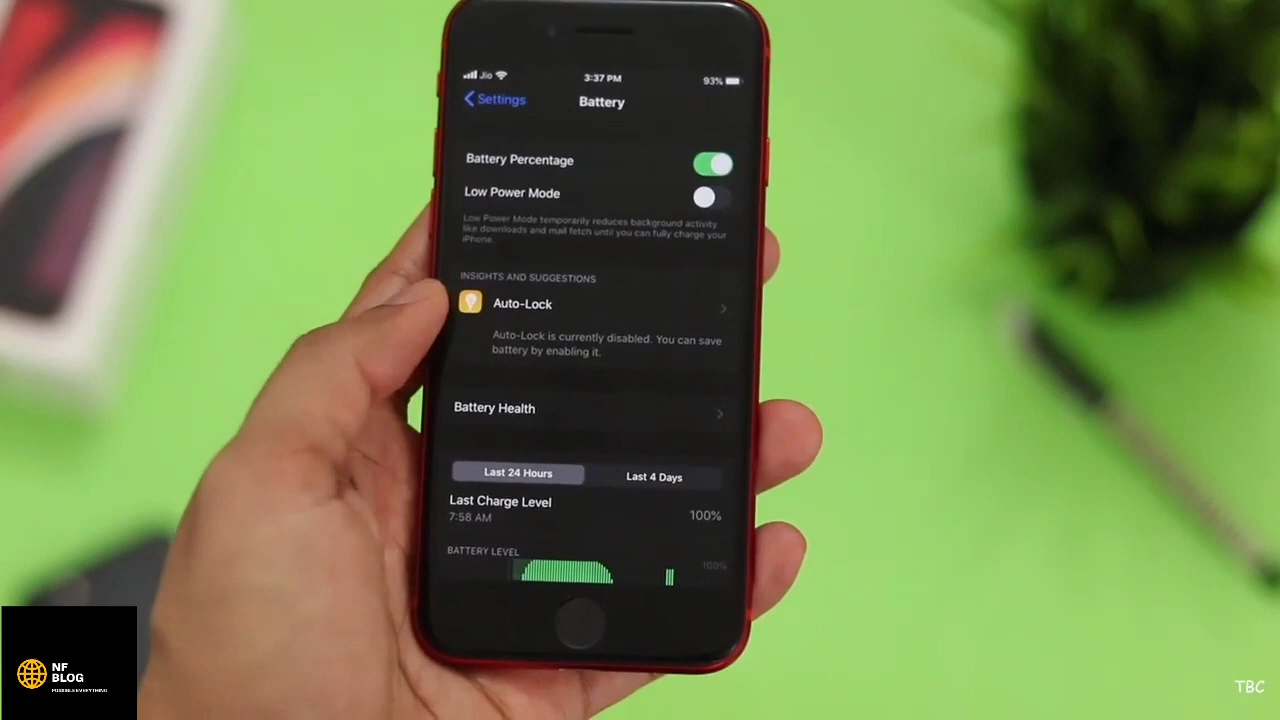 Jio
3:37 PM
93%
Settings
Battery
Battery Percentage
Low Power Mode
Low Power Mode temporarily reduces background activity
like downloads and mail fetch until you can fully charge your
iPhone.
INSIGHTS AND SUGGESTIONS
Auto-Lock
Auto-Lock is currently disabled. You can save
battery by enabling it.
Battery Health
Last 24 Hours
Last 4 Days
Last Charge Level
7:58 AM
100%
BATTERY LEVEL
100%
NF
BLOG
POSSIBLE EVERYTHING
TBC